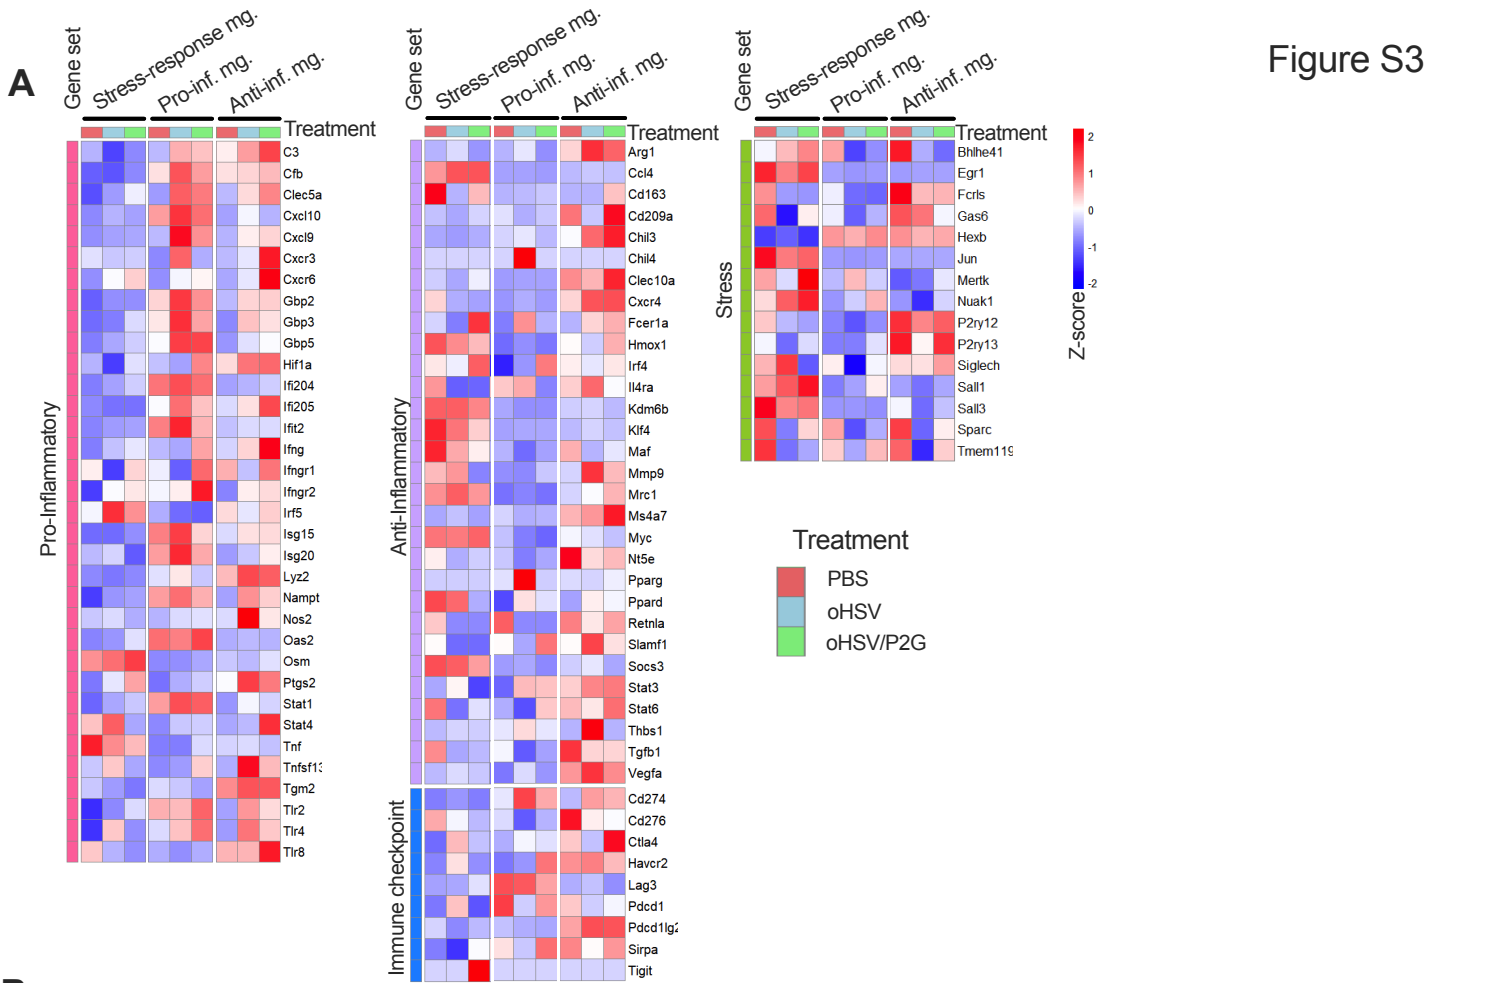 Figure S3
A
Gene set
Stress-response mg.
Pro-inf. mg.
Anti-inf. mg.
Treatment
Pro-Inflammatory
C3
Cfb
Clec5a
Cxcl10
Cxcl9
Cxcr3
Cxcr6
Gbp2
Gbp3
Gbp5
Hif1a
Ifi204
Ifi205
Ifit2
Ifng
Ifngr1
Ifngr2
Irf5
Isg15
Isg20
Lyz2
Nampt
Nos2
Oas2
Osm
Ptgs2
Stat1
Stat4
Tnf
Tnfsf13
Tgm2
Tlr2
Tlr4
Tlr8
Gene set
Stress-response mg.
Pro-inf. mg.
Anti-inf. mg.
Treatment
Anti-Inflammatory
Arg1
Ccl4
Cd163
Cd209a
Chil3
Chil4
Clec10a
Cxcr4
Fcer1a
Hmox1
Irf4
Il4ra
Kdm6b
Klf4
Maf
Mmp9
Mrc1
Ms4a7
Myc
Nt5e
Pparg
Ppard
Retnla
Slamf1
Socs3
Stat3
Stat6
Thbs1
Tgfb1
Vegfa
Immune checkpoint
Cd274
Cd276
Ctla4
Havcr2
Lag3
Pdcd1
Pdcd1lg2
Sirpa
Tigit
Gene set
Stress-response mg.
Pro-inf. mg.
Anti-inf. mg.
Treatment
Stress
Bhlhe41
Egr1
Fcrls
Gas6
Hexb
Jun
Mertk
Nuak1
P2ry12
P2ry13
Siglech
Sall1
Sall3
Sparc
Tmem119
2
1
0
-1
-2
Z-score
Treatment
PBS
oHSV
oHSV/P2G